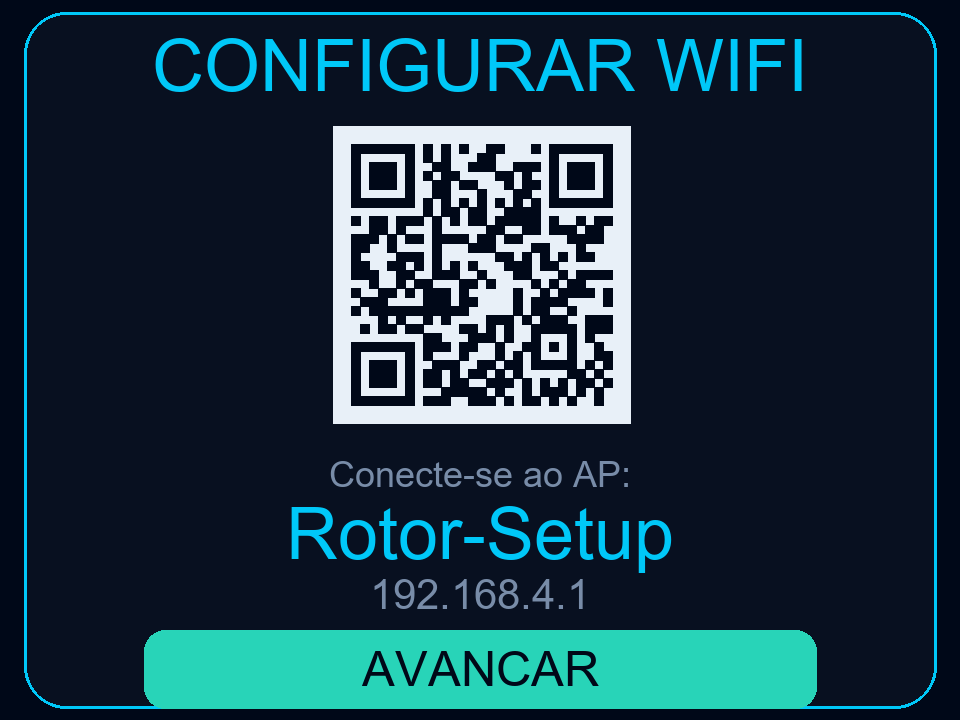 CONFIGURAR WIFI
Conecte-se ao AP:
Rotor-Setup
192.168.4.1
AVANCAR